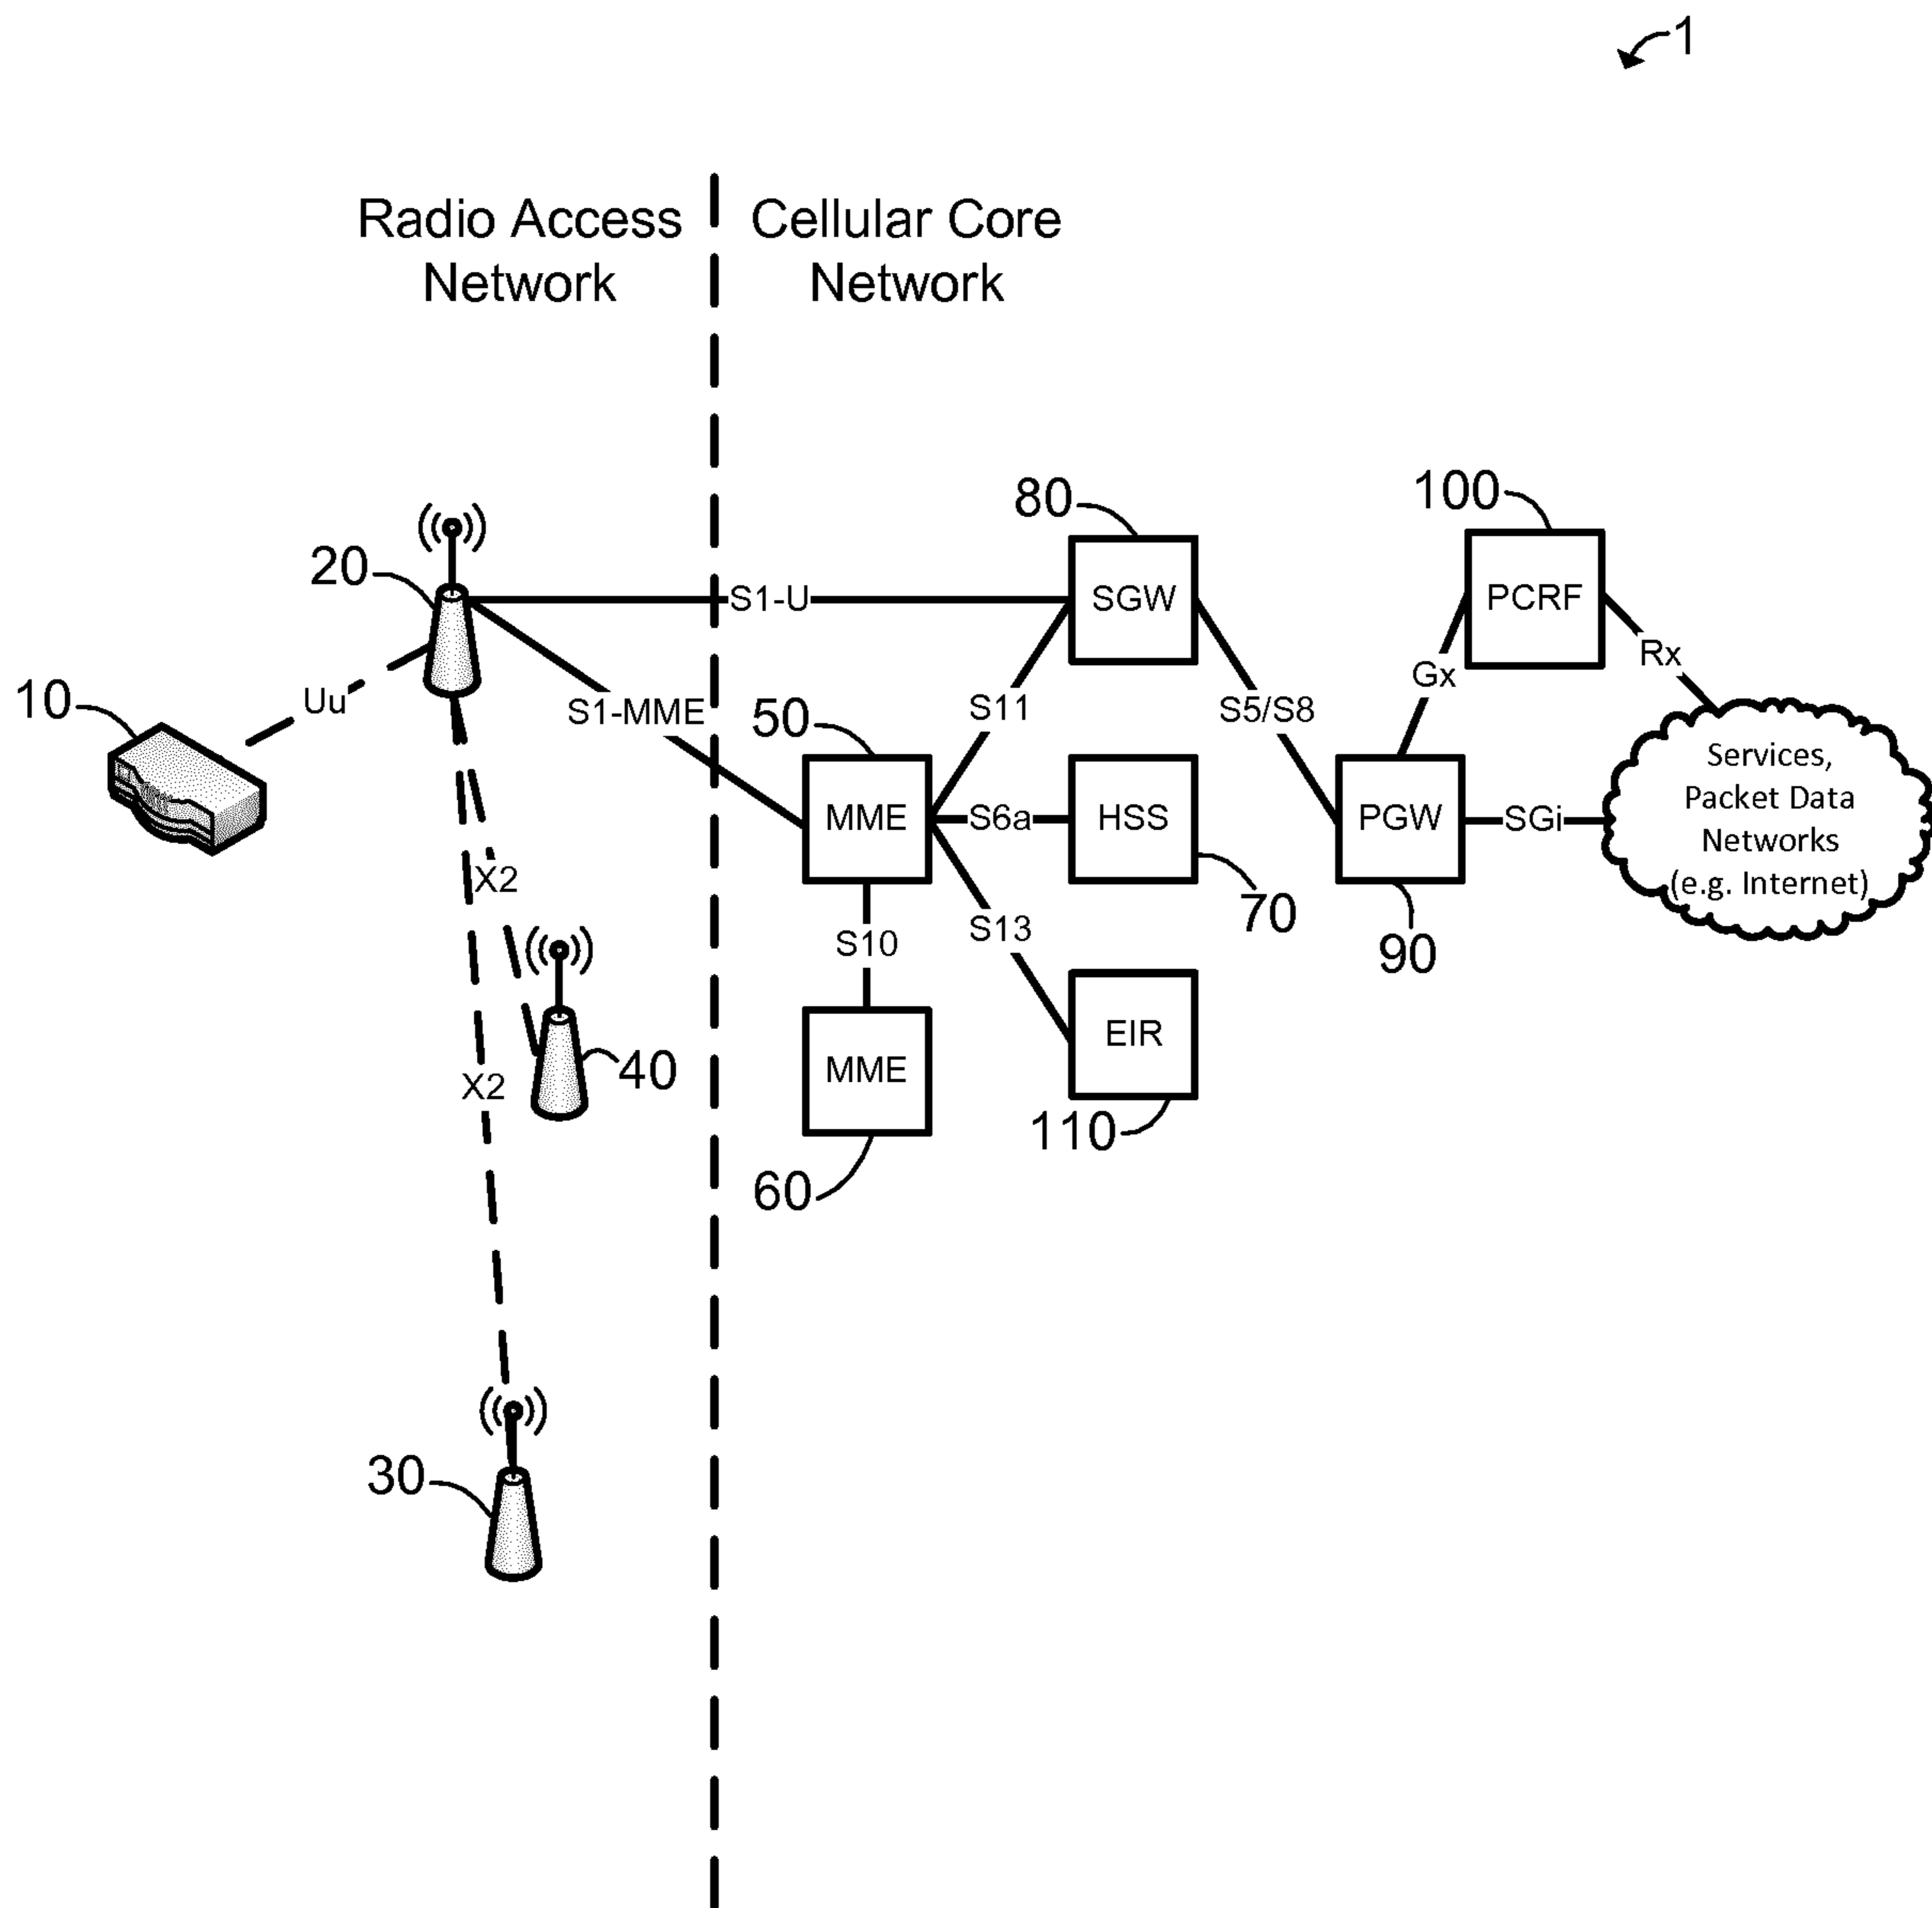 1
Radio Access
Network
Cellular Core
Network
80
100
20
S1-U
SGW
PCRF
10
Uu
S1-MME
50
S11
S5/S8
Gx
Rx
MME
S6a
HSS
PGW
SGi
Services,
Packet Data
Networks
(e.g. Internet)
X2
S10
S13
70
90
40
X2
MME
EIR
110
60
30